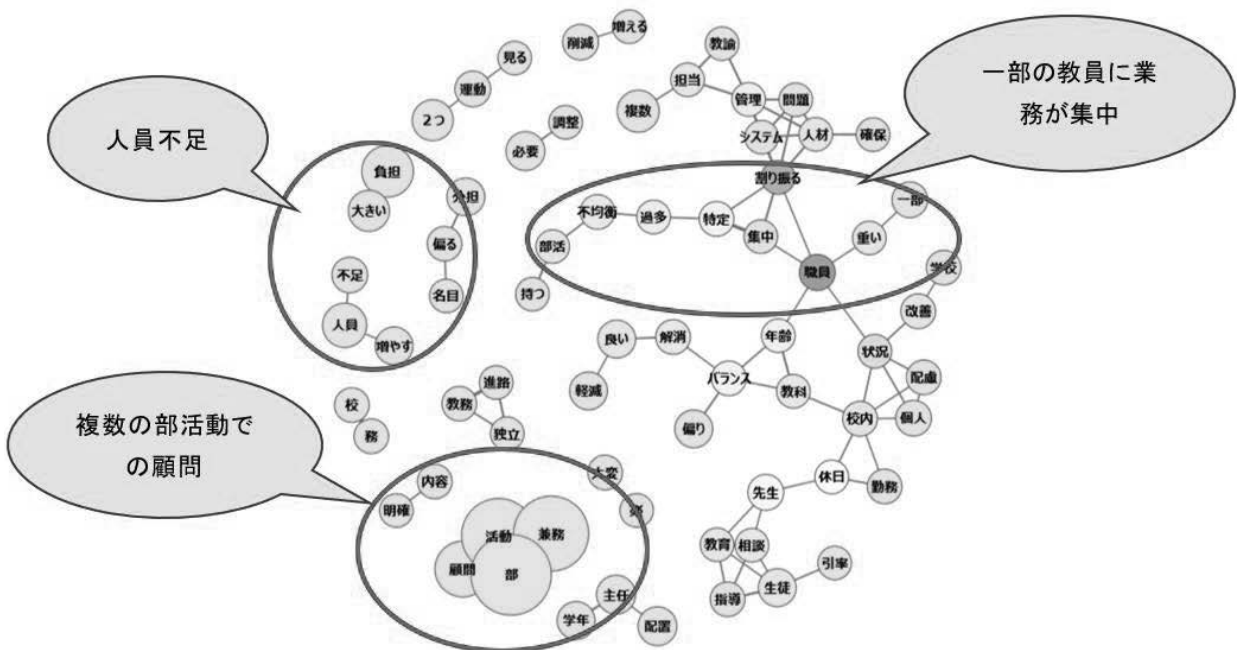 人員不足
一部の教員に業
務が集中
複数の部活動で
の顧問
削減
増える
見る
運動
2つ
調整
必要
教諭
担当
複数
管理
問題
システム
人材
確保
割り振る
負担
大きい
分担
偏る
名目
不足
人員
増やす
不均衡
過多
特定
集中
部活
持つ
一部
重い
職員
学校
改善
状況
年齢
良い
解消
軽減
バランス
教科
偏り
配慮
校内
個人
校
務
進路
教務
独立
休日
勤務
先生
内容
明確
大変
活動
兼務
顧問
部
教育
相談
引率
生徒
指導
主任
学年
配置